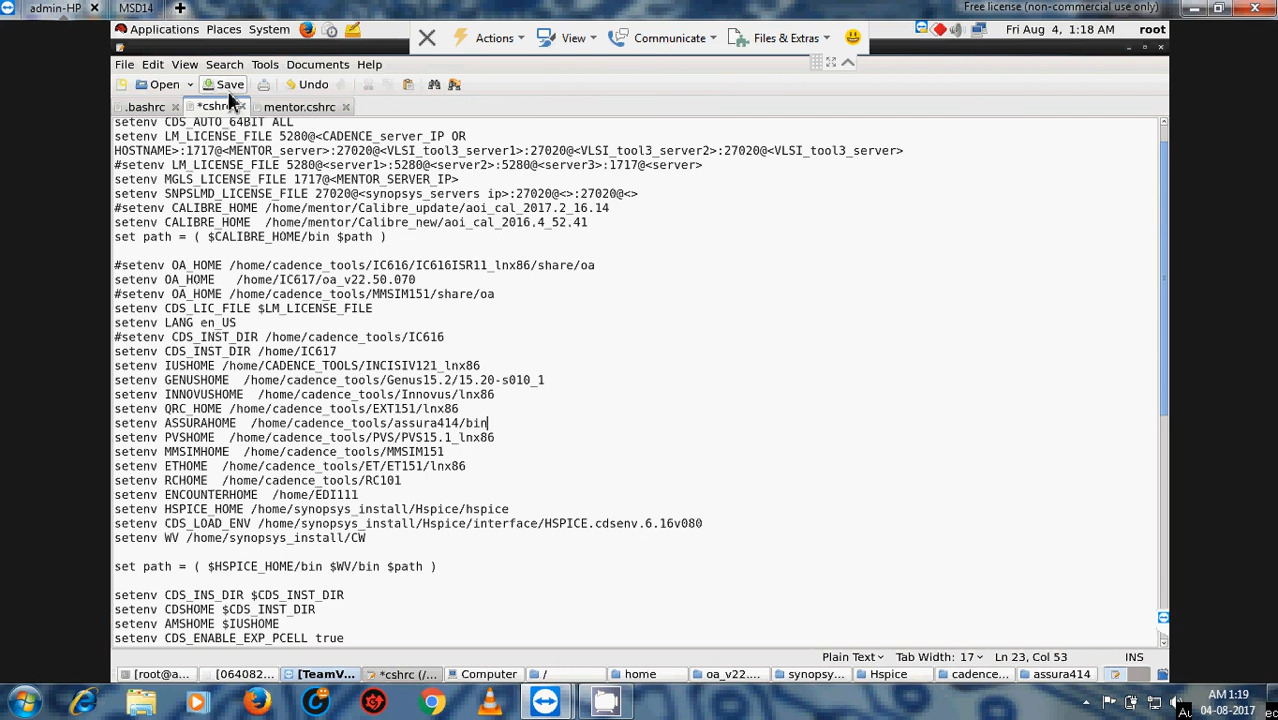 admin-HP
MSD14
Free license (non-commercial use only)
Applications Places System
Actions View Communicate Files & Extras
Fri Aug 4, 1:18 AM root
File Edit View Search Tools Documents Help
Open Save Undo
.bashrc *cshrc mentor.cshrc
setenv CDS_AUTO_64BIT ALL
setenv LM_LICENSE_FILE 5280@<CADENCE_server_IP OR
HOSTNAME>:1717@<MENTOR_server>:27020@<VLSI_tool3_server1>:27020@<VLSI_tool3_server2>:27020@<VLSI_tool3_server>
#setenv LM_LICENSE_FILE 5280@<server1>:5280@<server2>:5280@<server3>:1717@<server>
setenv MGLS_LICENSE_FILE 1717@<MENTOR_SERVER_IP>
setenv SNPSLMD_LICENSE_FILE 27020@<synopsys_servers ip>:27020@<>:27020@<>
#setenv CALIBRE_HOME /home/mentor/Calibre_update/aoi_cal_2017.2_16.14
setenv CALIBRE_HOME /home/mentor/Calibre_new/aoi_cal_2016.4_52.41
set path = ( $CALIBRE_HOME/bin $path )
#setenv OA_HOME /home/cadence_tools/IC616/IC616ISR11_lnx86/share/oa
setenv OA_HOME /home/IC617/oa_v22.50.070
#setenv OA_HOME /home/cadence_tools/MMSIM151/share/oa
setenv CDS_LIC_FILE $LM_LICENSE_FILE
setenv LANG en_US
#setenv CDS_INST_DIR /home/cadence_tools/IC616
setenv CDS_INST_DIR /home/IC617
setenv IUSHOME /home/CADENCE_TOOLS/INCISIV121_lnx86
setenv GENUSHOME /home/cadence_tools/Genus15.2/15.20-s010_1
setenv INNOVUSHOME /home/cadence_tools/Innovus/lnx86
setenv QRC_HOME /home/cadence_tools/EXT151/lnx86
setenv ASSURAHOME /home/cadence_tools/assura414/bin
setenv PVSHOME /home/cadence_tools/PVS/PVS15.1_lnx86
setenv MMSIMHOME /home/cadence_tools/MMSIM151
setenv ETHOME /home/cadence_tools/ET/ET151/lnx86
setenv RCHOME /home/cadence_tools/RC101
setenv ENCOUNTERHOME /home/EDI111
setenv HSPICE_HOME /home/synopsys_install/Hspice/hspice
setenv CDS_LOAD_ENV /home/synopsys_install/Hspice/interface/HSPICE.cdsenv.6.16v080
setenv WV /home/synopsys_install/CW
set path = ( $HSPICE_HOME/bin $WV/bin $path )
setenv CDS_INS_DIR $CDS_INST_DIR
setenv CDSHOME $CDS_INST_DIR
setenv AMSHOME $IUSHOME
setenv CDS_ENABLE_EXP_PCELL true
Plain Text Tab Width: 17 Ln 23, Col 53 INS
[root@a... [064082... [TeamV... *cshrc (/... Computer / home oa_v22.... synopsy... Hspice cadence... assura414
AM 1:19
04-08-2017